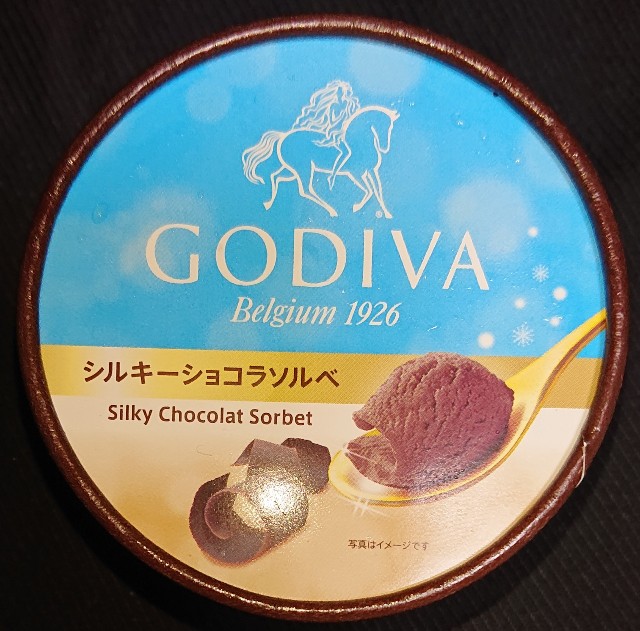 GODIVA
Belgium 1926
シルキーショコラソルベ
Silky Chocolat Sorbet
写真はイメージです